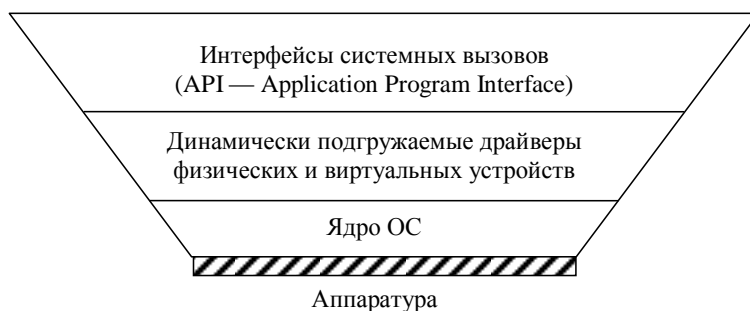 Интерфейсы системных вызовов
(API — Application Program Interface)
Динамически подгружаемые драйверы
физических и виртуальных устройств
Ядро ОС
Аппаратура